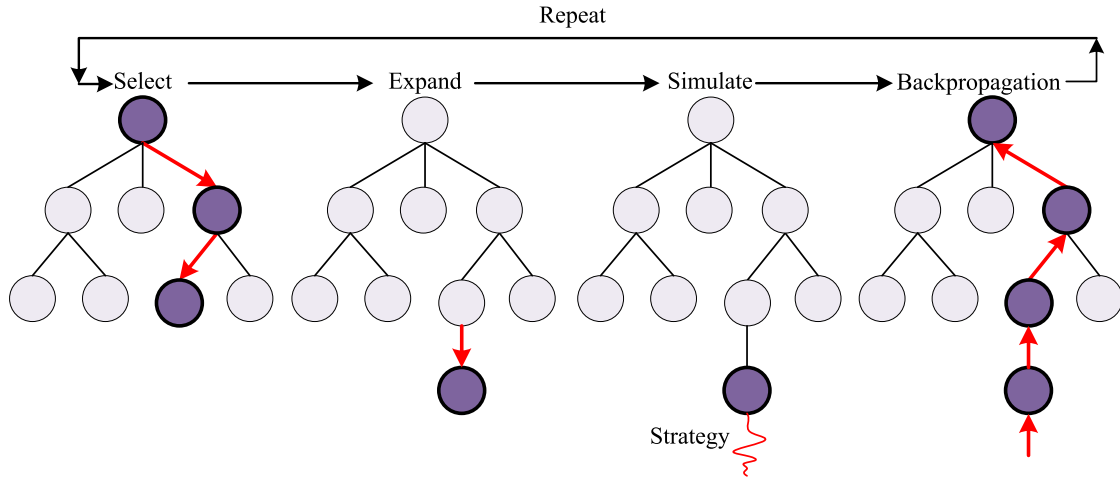 Repeat
Select
Expand
Simulate
Backpropagation
Strategy